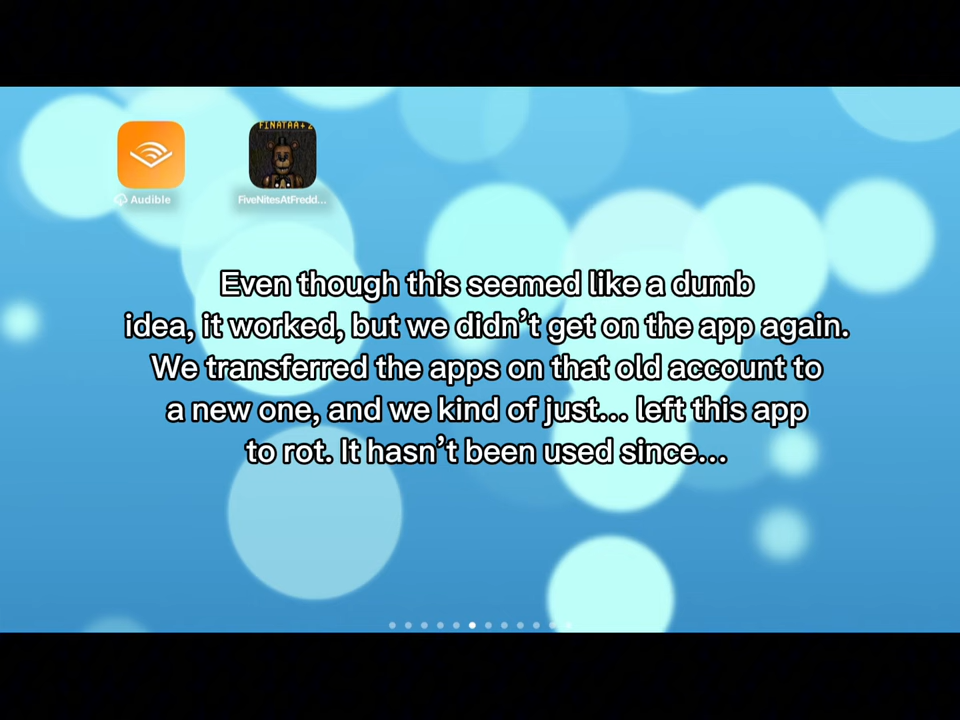 FINAYAA+2
Audible
FiveNitesAtFredd...
Even though this seemed like a dumb
idea, it worked, but we didn't get on the app again.
We transferred the apps on that old account to
a new one, and we kind of just... left this app
to rot. It hasn't been used since...